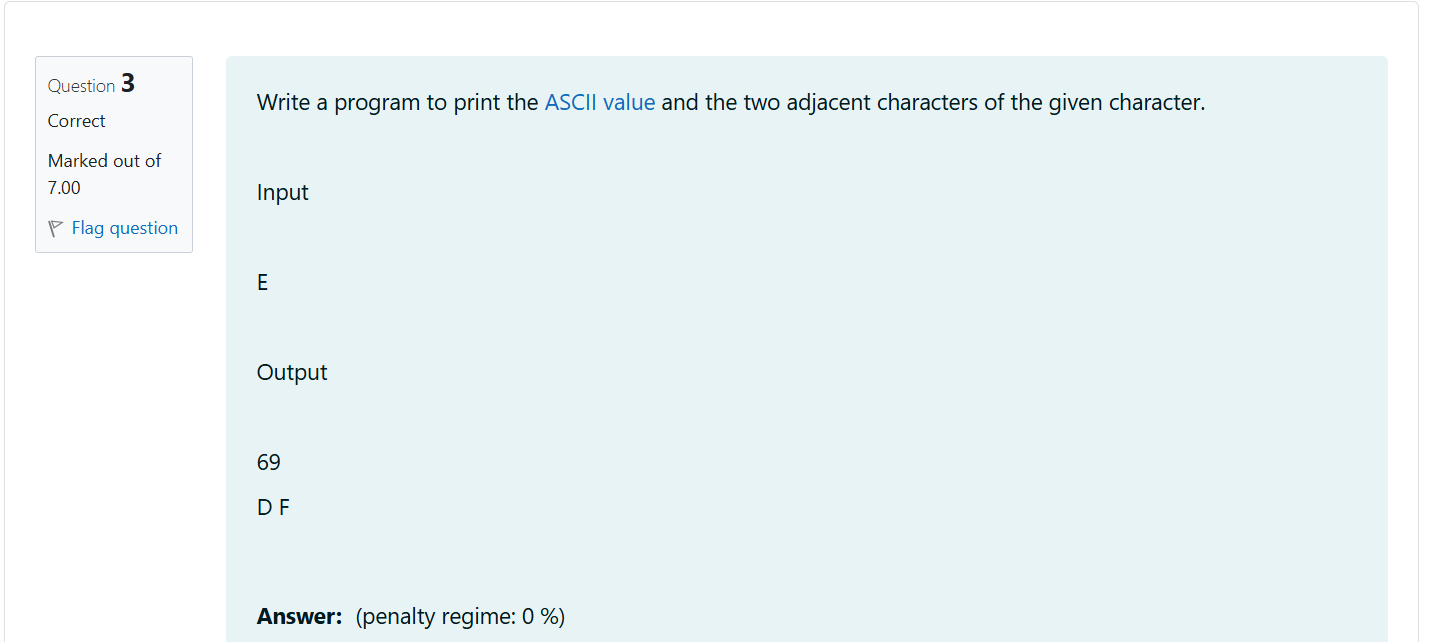 Question 3
Correct
Marked out of
7.00
Flag question
Write a program to print the ASCII value and the two adjacent characters of the given character.
Input
E
Output
69
D F
Answer: (penalty regime: 0 %)